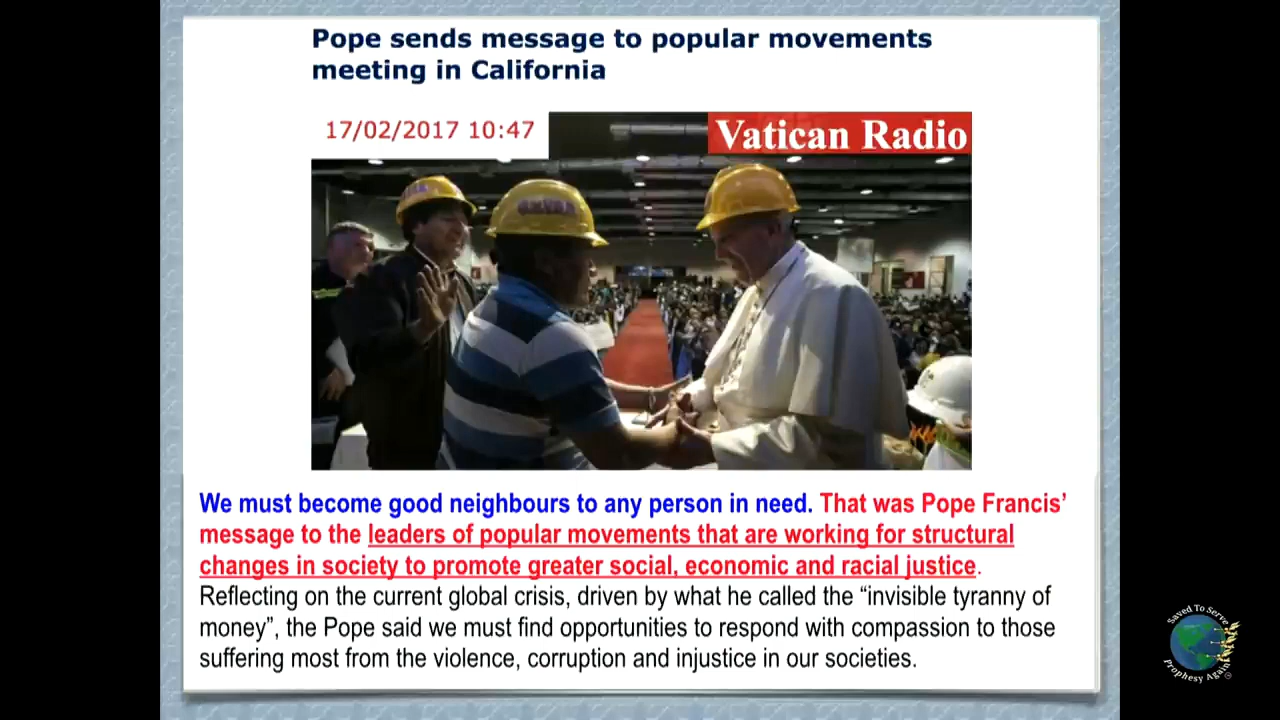 Pope sends message to popular movements
meeting in California
17/02/2017 10:47
Vatican Radio
We must become good neighbours to any person in need. That was Pope Francis’
message to the leaders of popular movements that are working for structural
changes in society to promote greater social, economic and racial justice.
Reflecting on the current global crisis, driven by what he called the “invisible tyranny of
money”, the Pope said we must find opportunities to respond with compassion to those
suffering most from the violence, corruption and injustice in our societies.
Saved To Serve
Prophesy Again